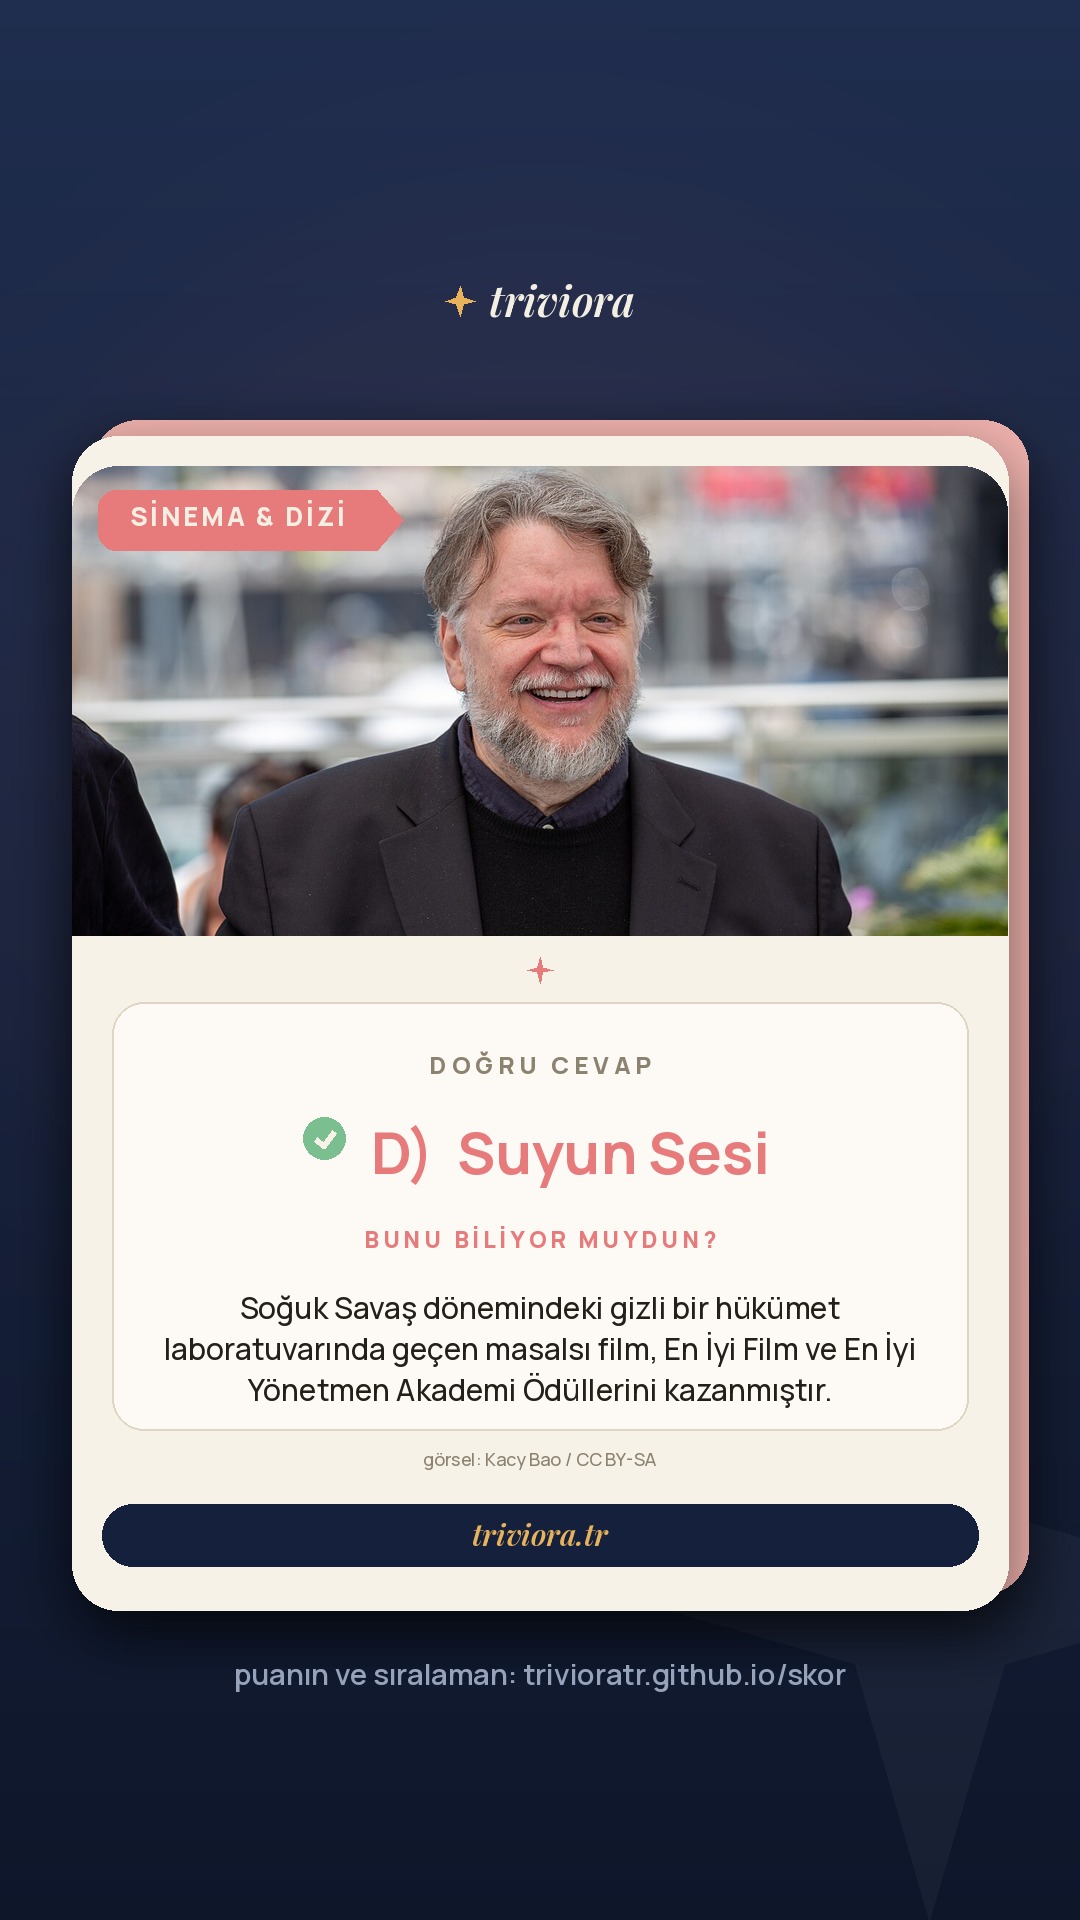 triviora
SİNEMA & DİZİ
DOĞRU CEVAP
D) Suyun Sesi
BUNU BİLİYOR MUYDUN?
Soğuk Savaş dönemindeki gizli bir hükümet
laboratuvarında geçen masalsı film, En İyi Film ve En İyi
Yönetmen Akademi Ödüllerini kazanmıştır.
görsel: Kacy Bao / CC BY-SA
triviora.tr
puanın ve sıralaman: trivioratr.github.io/skor